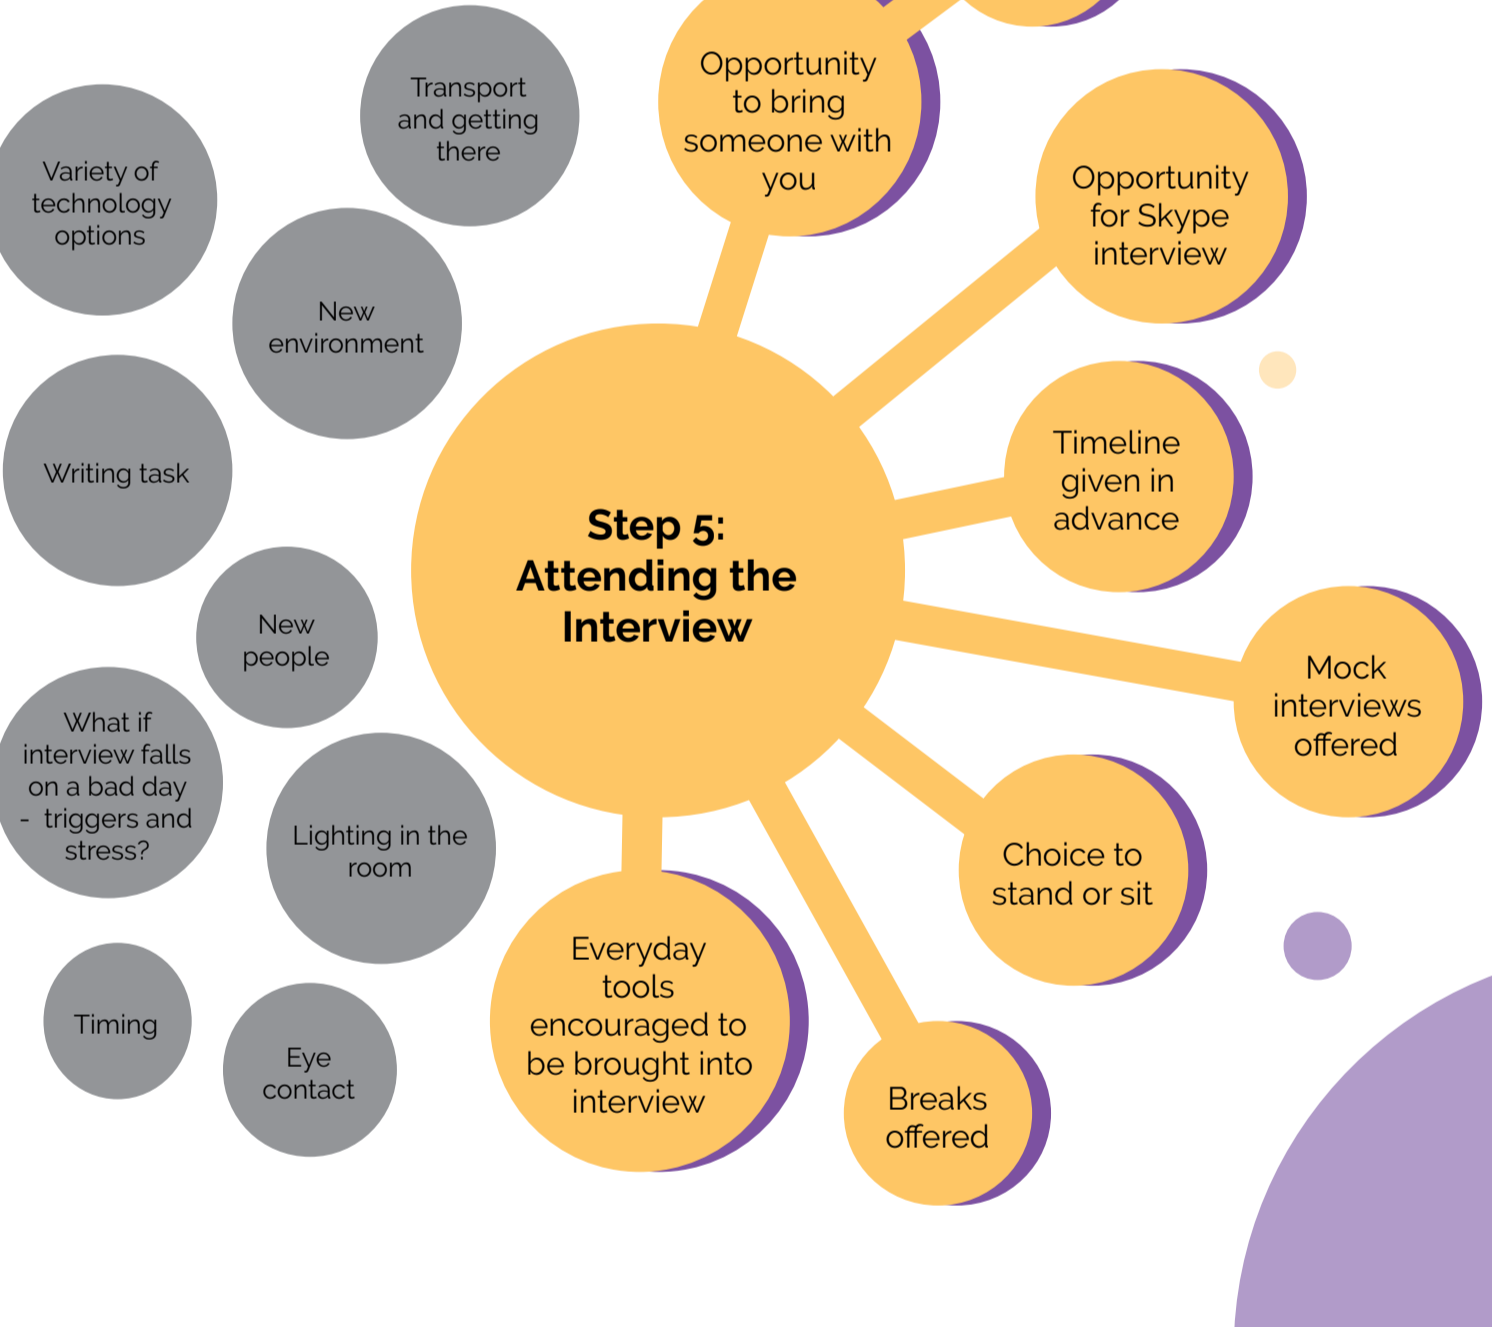 Transport
and getting
there
Variety of
technology
options
New
environment
Writing task
New
people
What if
interview falls
on a bad day
- triggers and
stress?
Lighting in the
room
Timing
Eye
contact
Step 5:
Attending the
Interview
Opportunity
to bring
someone with
you
Opportunity
for Skype
interview
Timeline
given in
advance
Mock
interviews
offered
Choice to
stand or sit
Breaks
offered
Everyday
tools
encouraged to
be brought into
interview